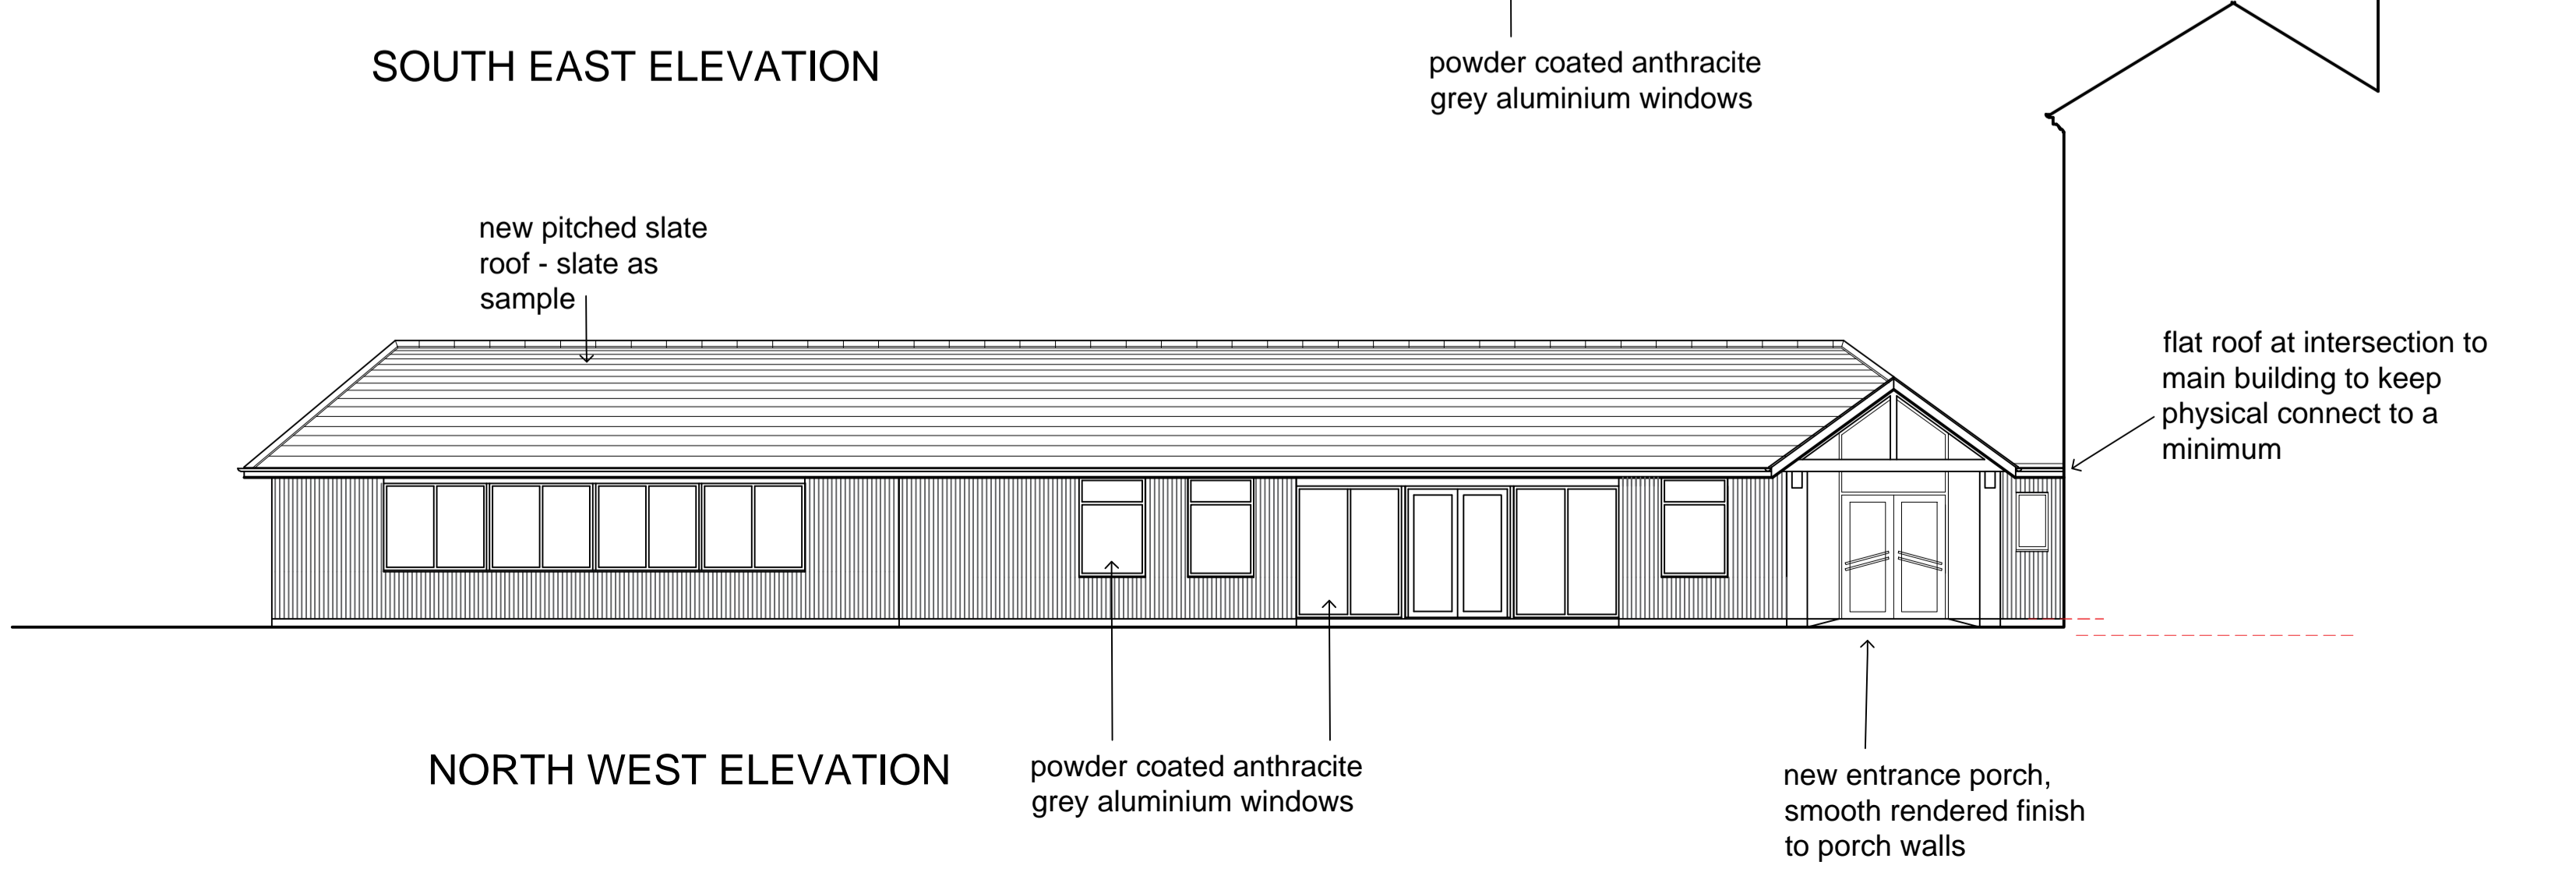 SOUTH EAST ELEVATION
powder coated anthracite
grey aluminium windows
new pitched slate
roof - slate as
sample
flat roof at intersection to
main building to keep
physical connect to a
minimum
NORTH WEST ELEVATION
powder coated anthracite
grey aluminium windows
new entrance porch,
smooth rendered finish
to porch walls